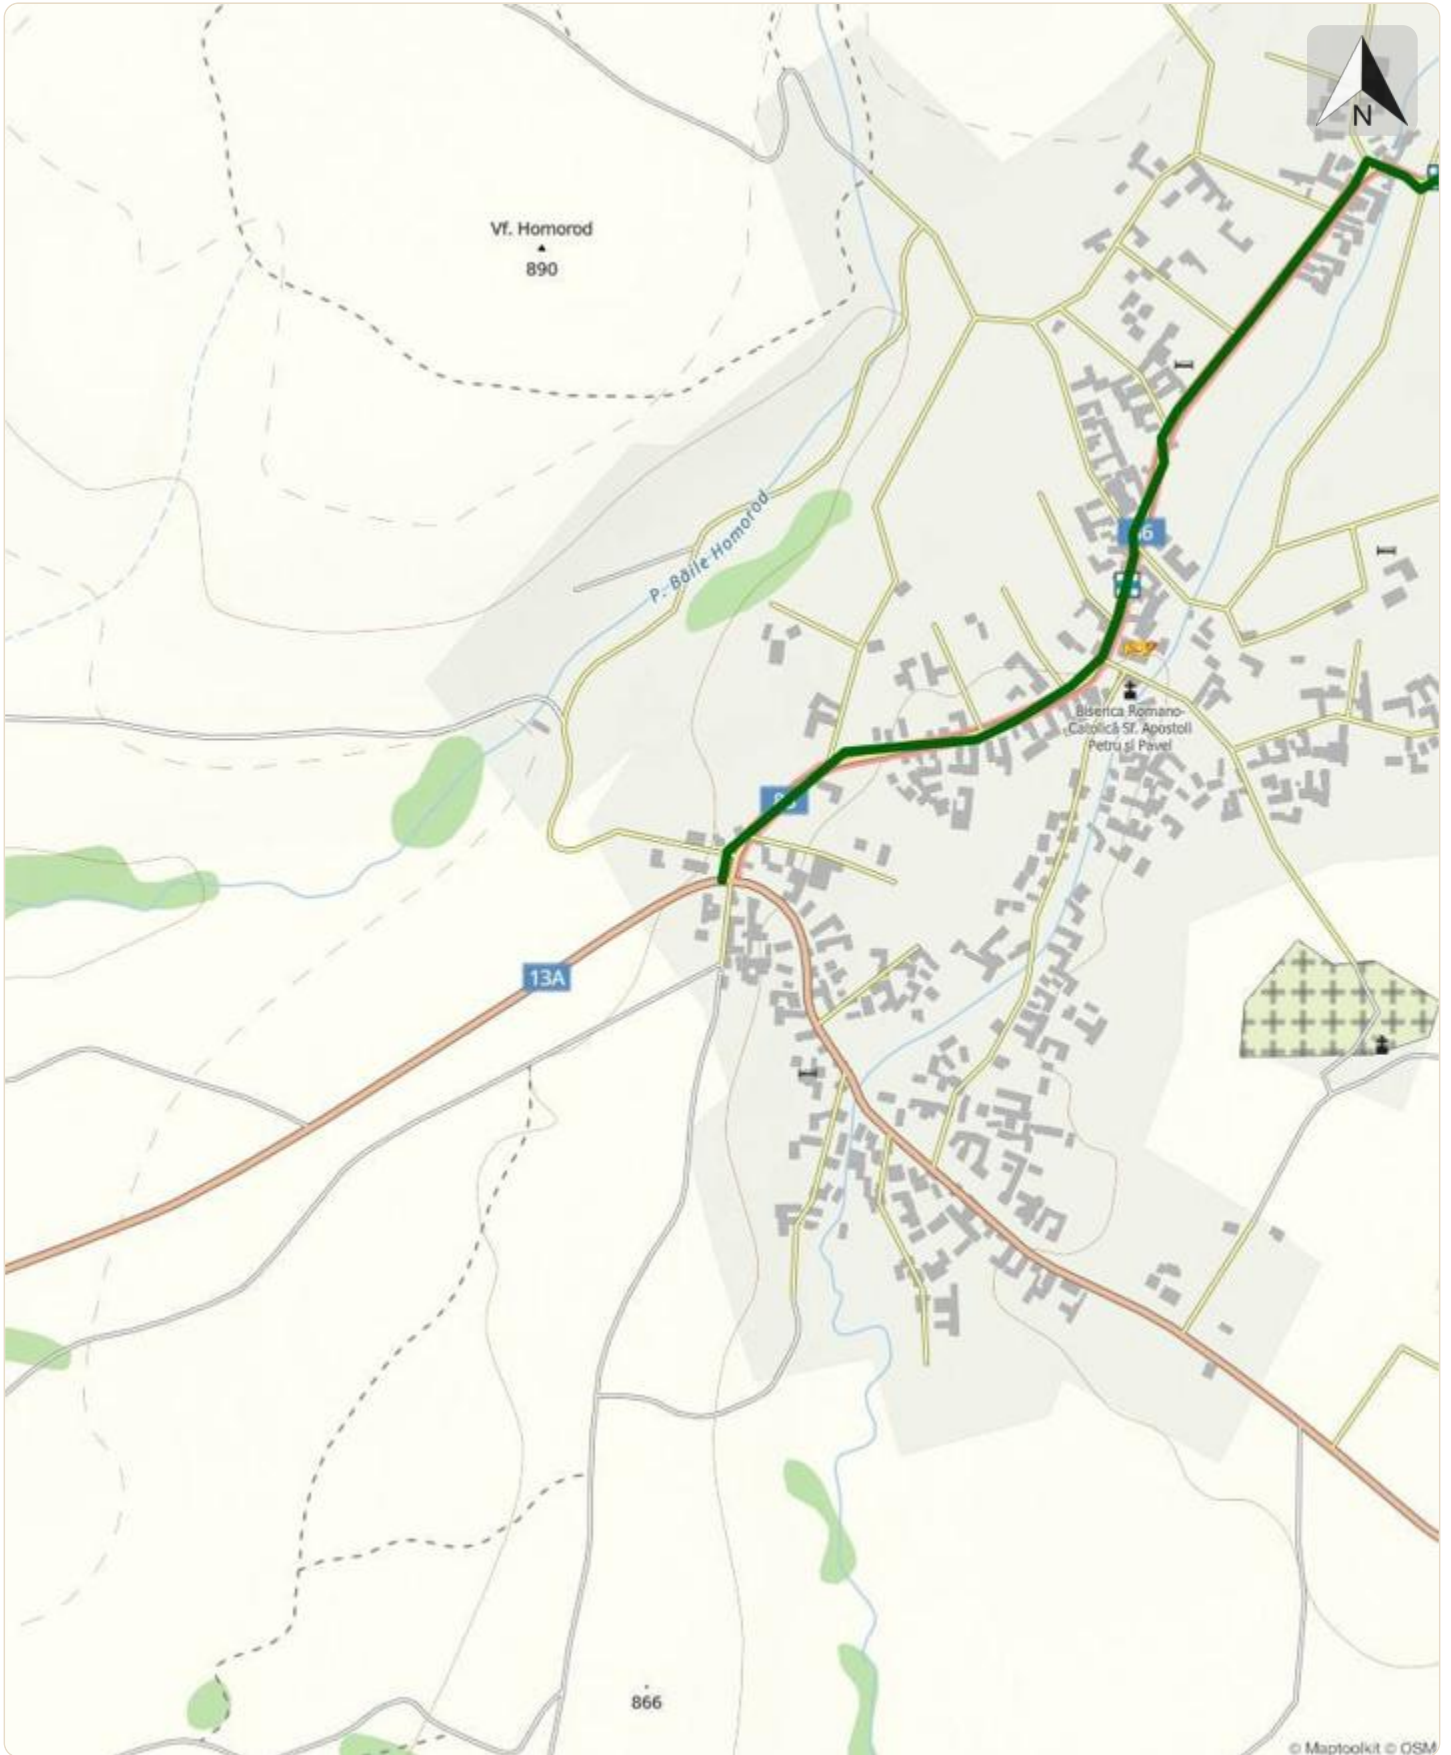 N
Vf. Homorod
890
P. Băile Homorod
Biserica Romano-
Catolică Sf. Apostoli
Petru și Pavel
13A
866
© Maptoolkit © OSM